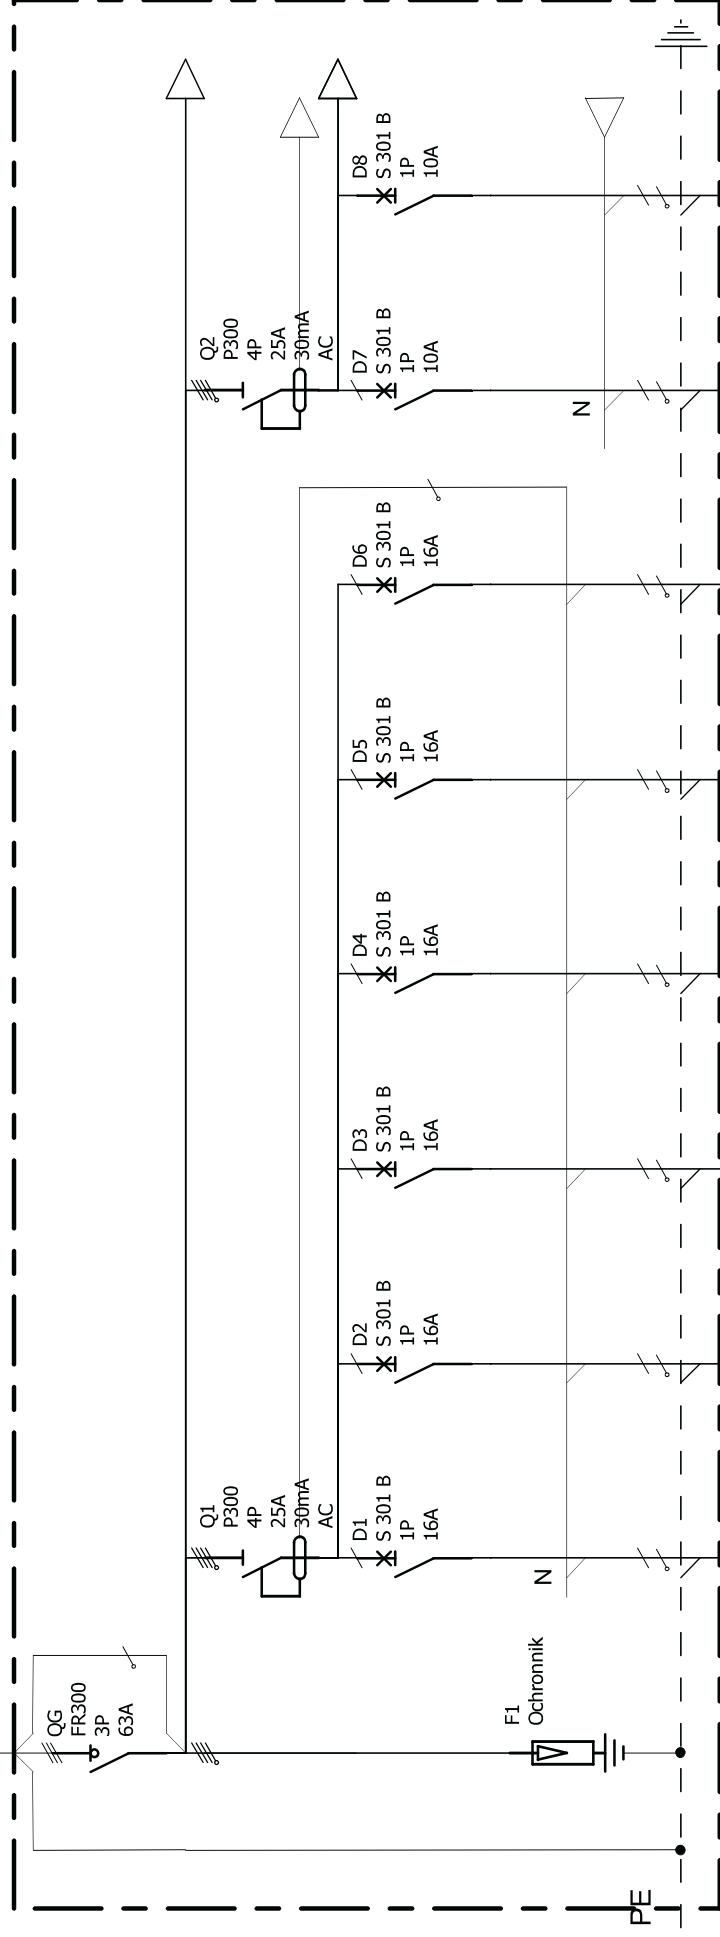 QG
FR300
3P
63A
F1
Ochronnik
PE
Q1
P300
4P
25A
30mA
AC
D1
S 301 B
1P
16A
N
D2
S 301 B
1P
16A
D3
S 301 B
1P
16A
D4
S 301 B
1P
16A
D5
S 301 B
1P
16A
D6
S 301 B
1P
16A
Q2
P300
4P
25A
30mA
AC
D7
S 301 B
1P
10A
N
D8
S 301 B
1P
10A